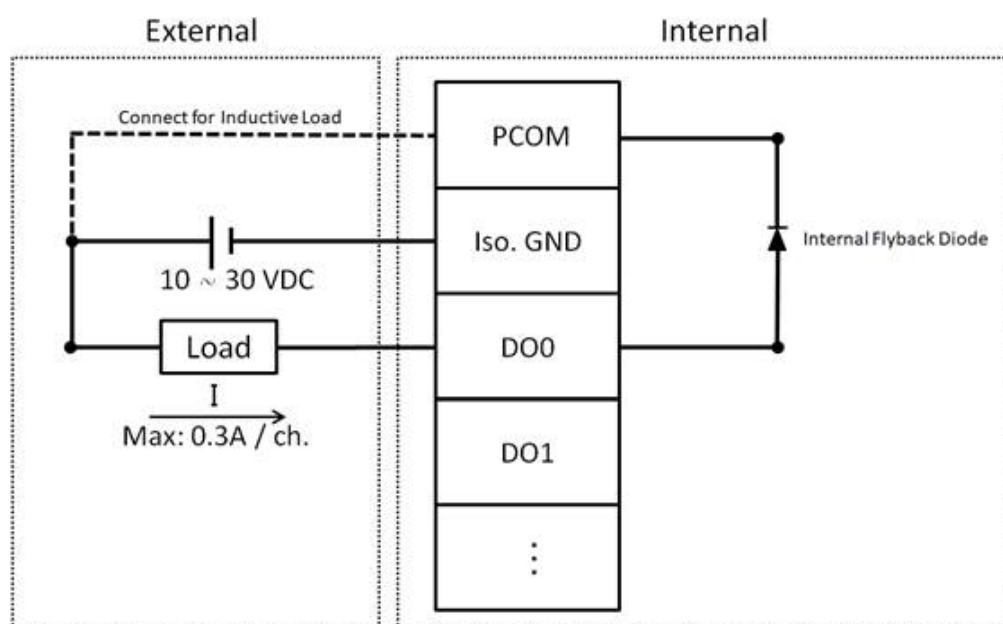 External
Internal
Connect for Inductive Load
PCOM
Iso. GND
Internal Flyback Diode
10 ~ 30 VDC
Load
DO0
I
Max: 0.3A / ch.
DO1
⋮